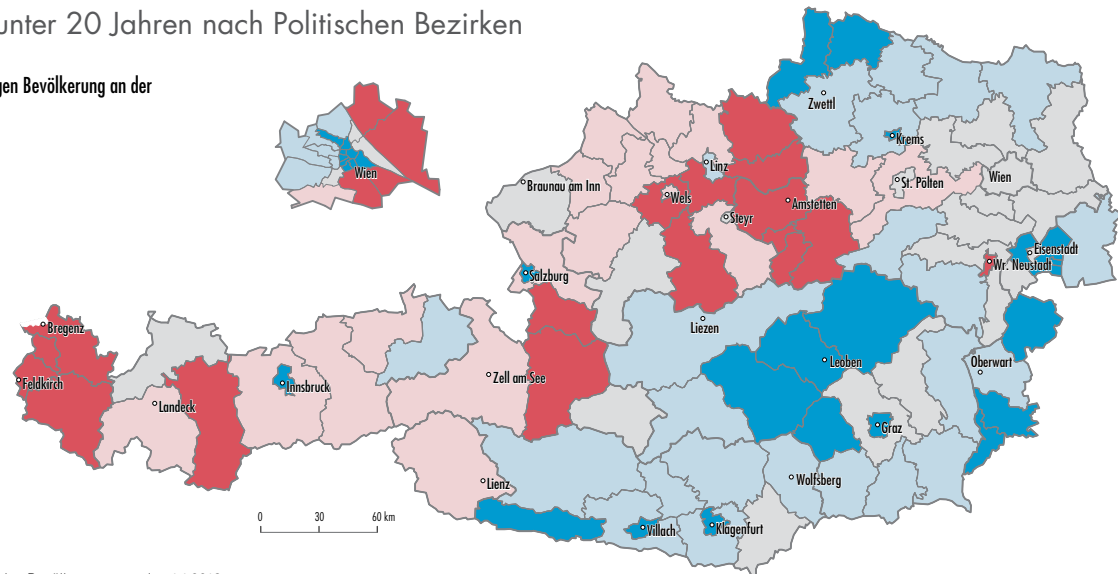 unter 20 Jahren nach Politischen Bezirken
gen Bevölkerung an der
Zwettl
Krems
Linz
Wien
St. Pölten
Wien
Braunau am Inn
Wels
Amstetten
Steyr
Eisenstadt
Wr. Neustadt
Salzburg
Bregenz
Liezen
Leoben
Oberwart
Feldkirch
Innsbruck
Zell am See
Landeck
Graz
Lienz
Wolfsberg
0 30 60 km
Villach
Klagenfurt